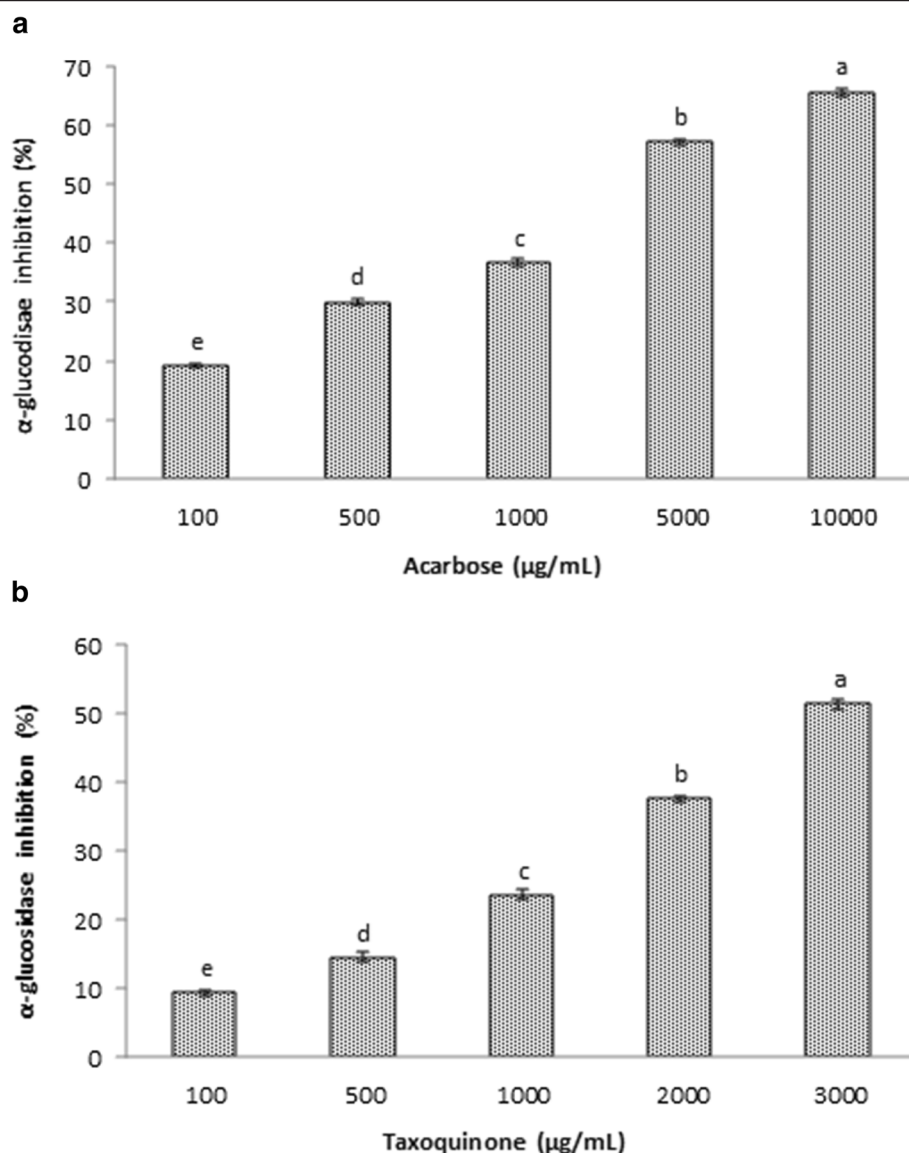 a
70
60
50
40
30
20
10
0
α-glucodisae inhibition (%)
e
d
c
b
a
100 500 1000 5000 10000
Acarbose (µg/mL)
b
60
50
40
30
20
10
0
α-glucosidase inhibition (%)
e
d
c
b
a
100 500 1000 2000 3000
Taxoquinone (µg/mL)